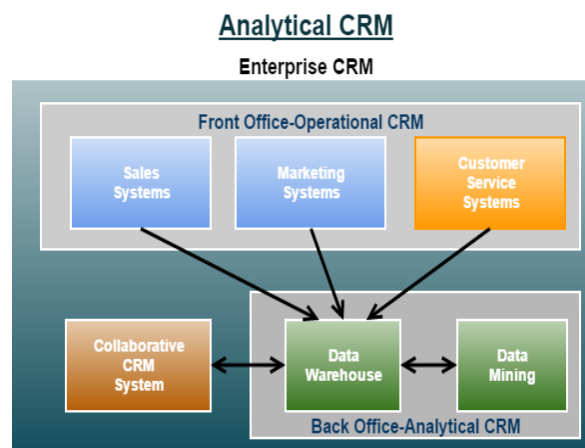 Analytical CRM
Enterprise CRM
Front Office-Operational CRM
Sales
Systems
Marketing
Systems
Customer
Service
Systems
Collaborative
CRM
System
Data
Warehouse
Data
Mining
Back Office-Analytical CRM